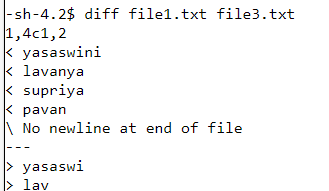 -sh-4.2$ diff file1.txt file3.txt
1,4c1,2
< yasaswini
< lavanya
< supriya
< pavan
\ No newline at end of file
---
> yasaswi
> lav